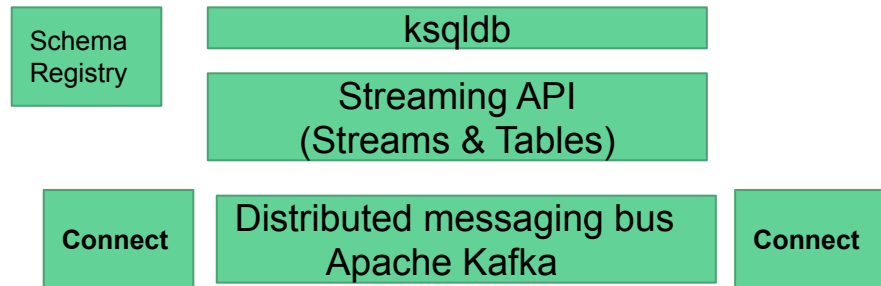 Schema
Registry
ksqldb
Streaming API
(Streams & Tables)
Connect
Distributed messaging bus
Apache Kafka
Connect